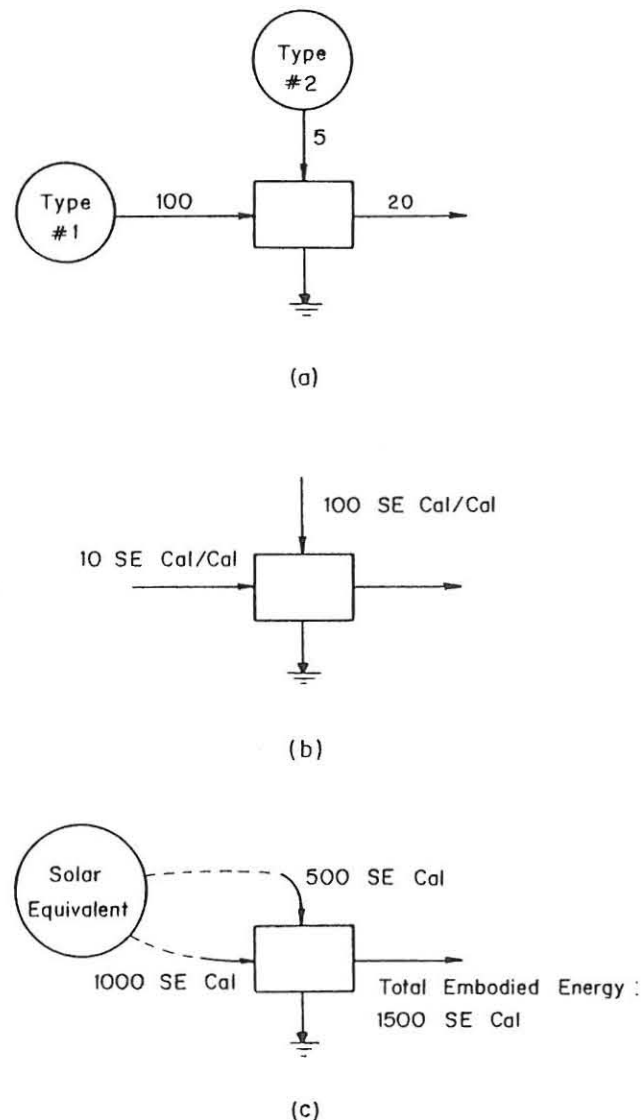 Type
#2
5
Type
#1
100
20
(a)
100 SE Cal/Cal
10 SE Cal/Cal
(b)
Solar
Equivalent
500 SE Cal
1000 SE Cal
Total Embodied Energy:
1500 SE Cal
(c)